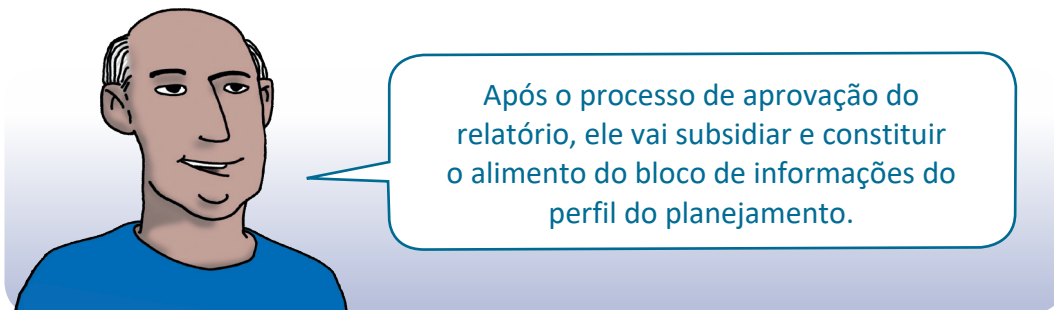 Após o processo de aprovação do
relatório, ele vai subsidiar e constituir
o alimento do bloco de informações do
perfil do planejamento.